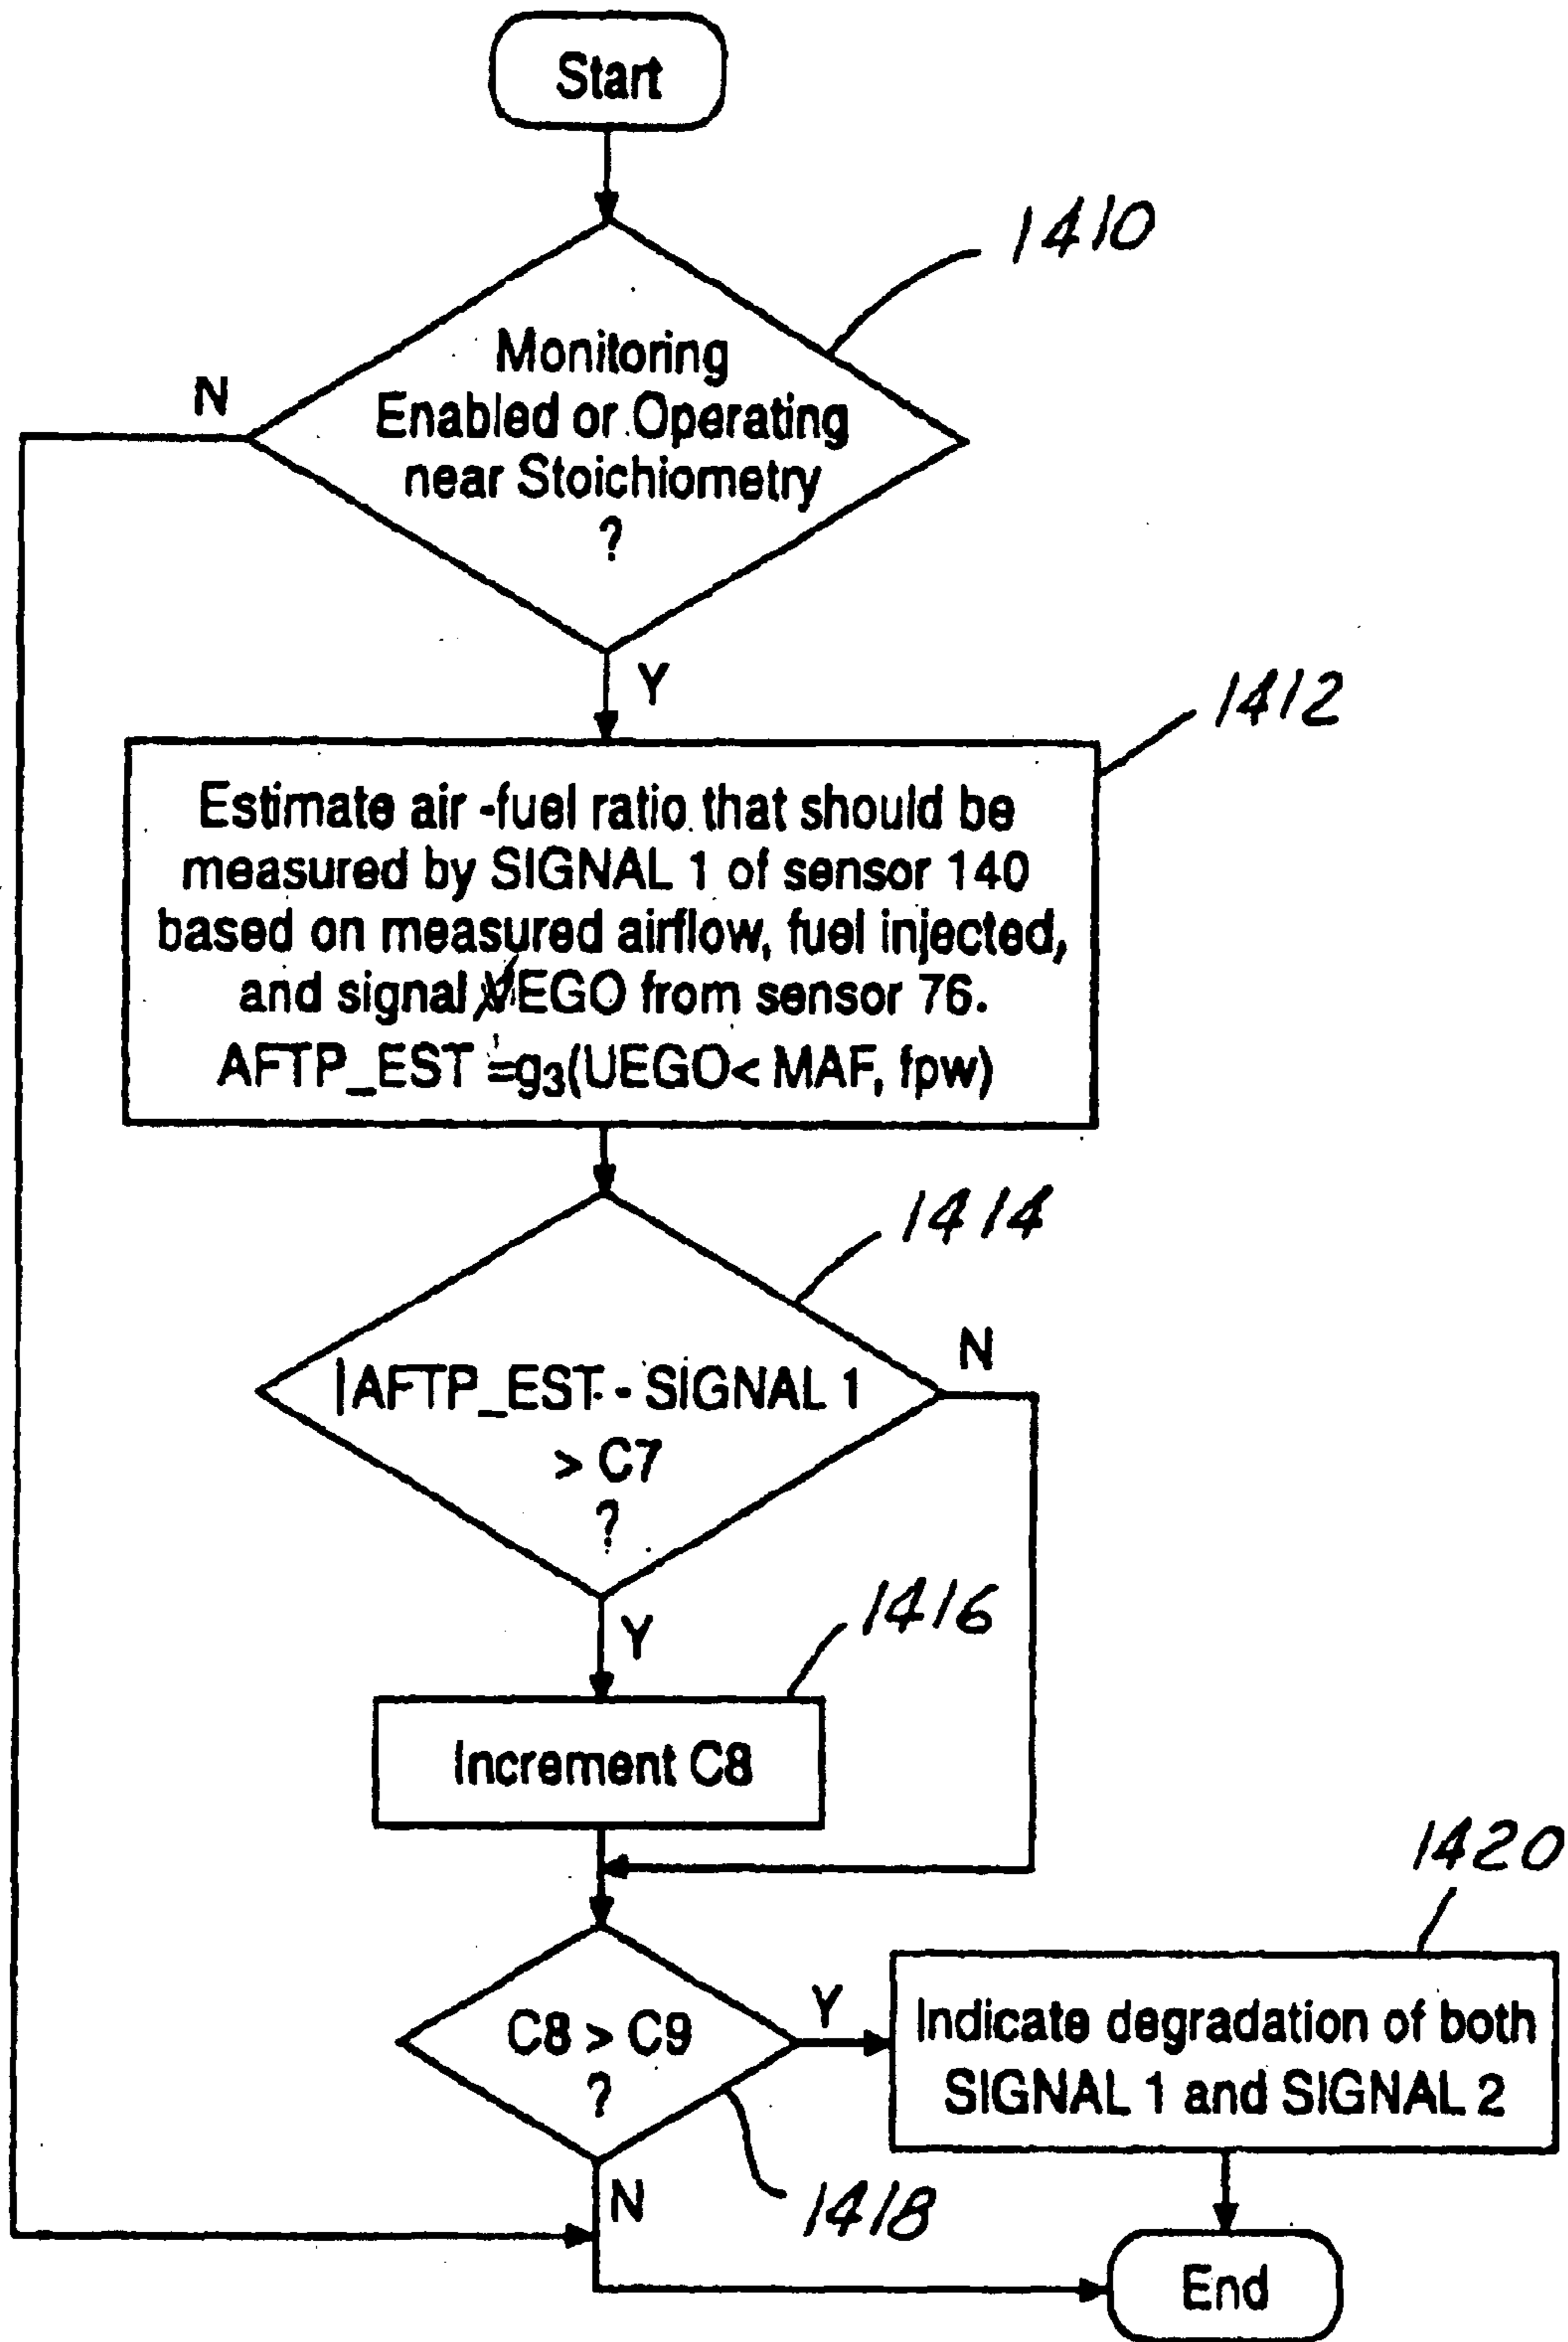 Start
1410
Monitoring
Enabled or Operating
near Stoichiometry
?
N
Y
1412
Estimate air -fuel ratio that should be
measured by SIGNAL 1 of sensor 140
based on measured airflow, fuel injected,
and signal EGO from sensor 76.
AFTP_EST =g₃(UEGO< MAF, fpw)
1414
|AFTP_EST - SIGNAL 1
> C7
?
N
Y
1416
Increment C8
1420
C8 > C9
?
Y
Indicate degradation of both
SIGNAL 1 and SIGNAL 2
N
1418
End